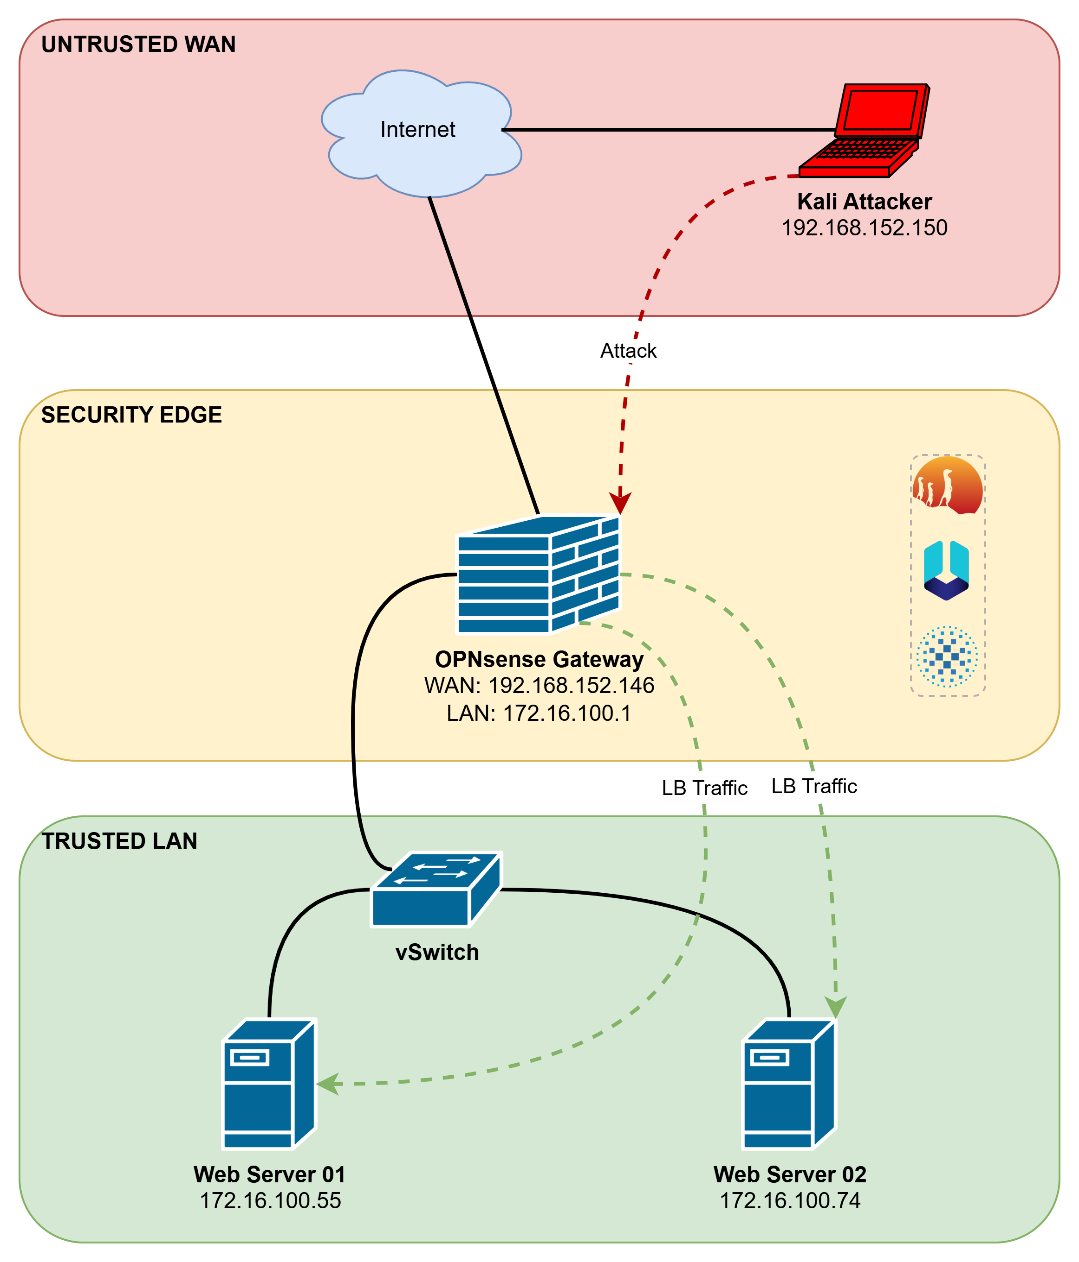 UNTRUSTED WAN
Internet
Kali Attacker
192.168.152.150
Attack
SECURITY EDGE
OPNsense Gateway
WAN: 192.168.152.146
LAN: 172.16.100.1
LB Traffic
LB Traffic
TRUSTED LAN
vSwitch
Web Server 01
172.16.100.55
Web Server 02
172.16.100.74